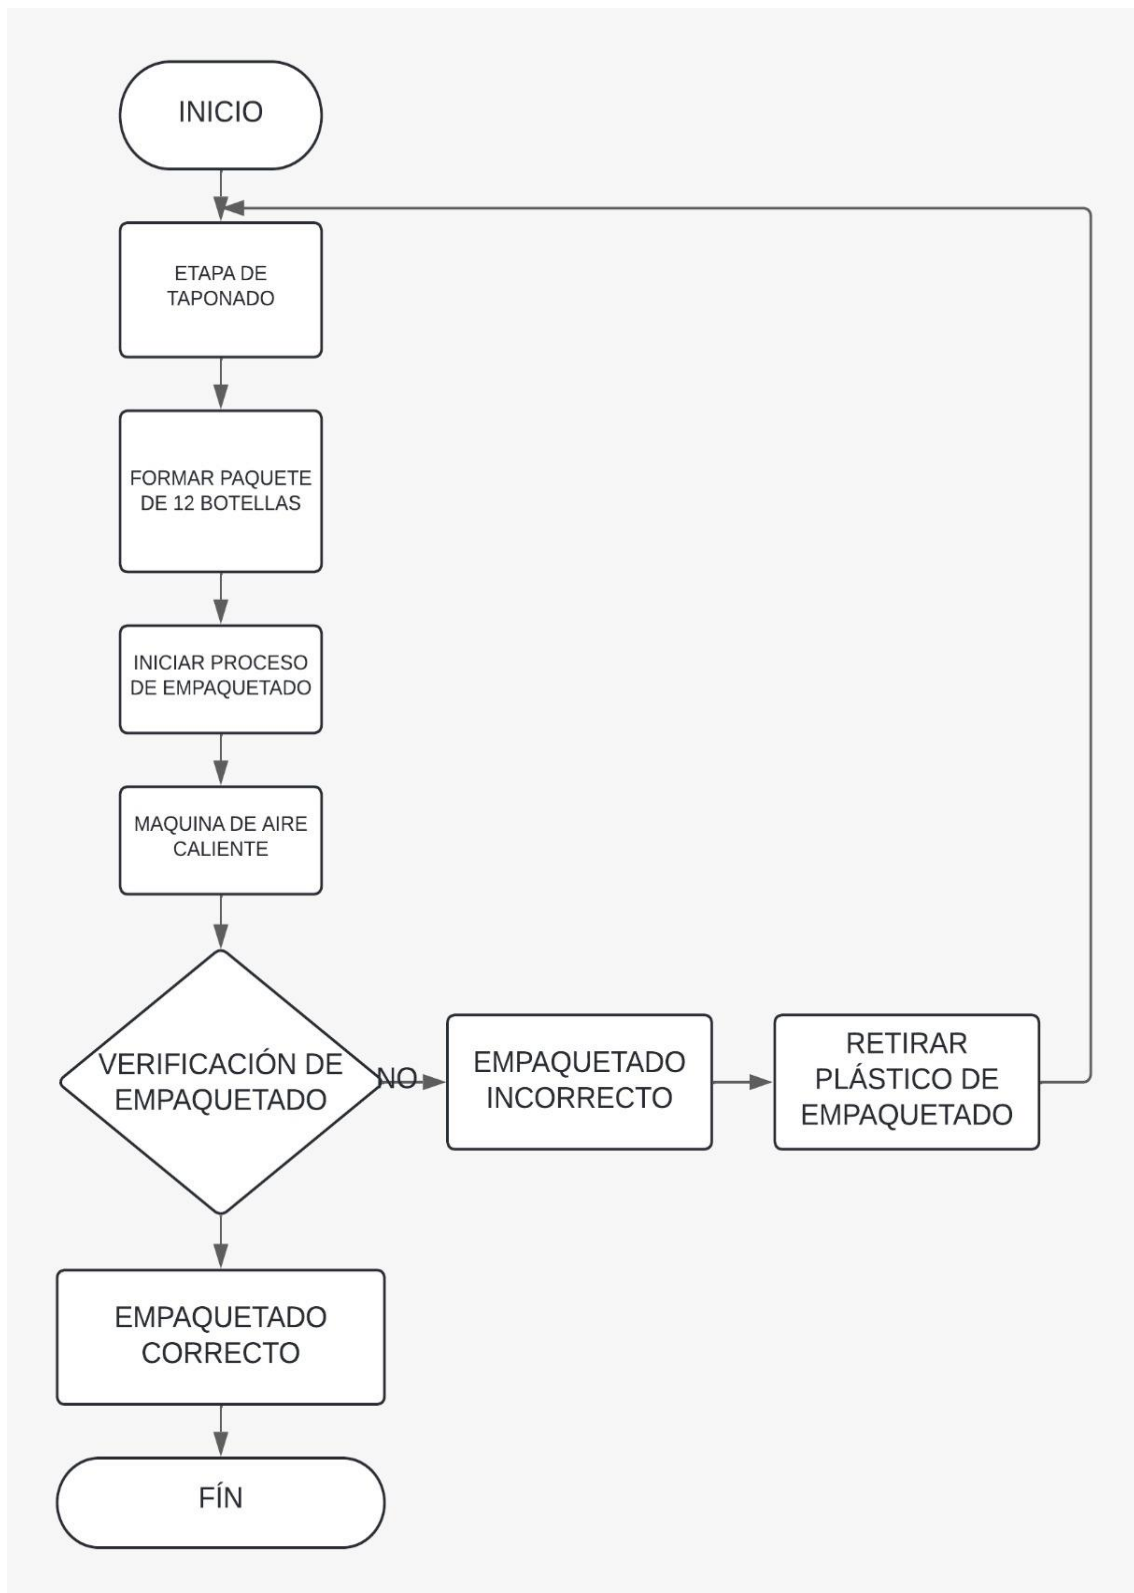 INICIO
ETAPA DE
TAPONADO
FORMAR PAQUETE
DE 12 BOTELLAS
INICIAR PROCESO
DE EMPAQUETADO
MAQUINA DE AIRE
CALIENTE
VERIFICACIÓN DE
EMPAQUETADO
NO
EMPAQUETADO
INCORRECTO
RETIRAR
PLÁSTICO DE
EMPAQUETADO
EMPAQUETADO
CORRECTO
FÍN